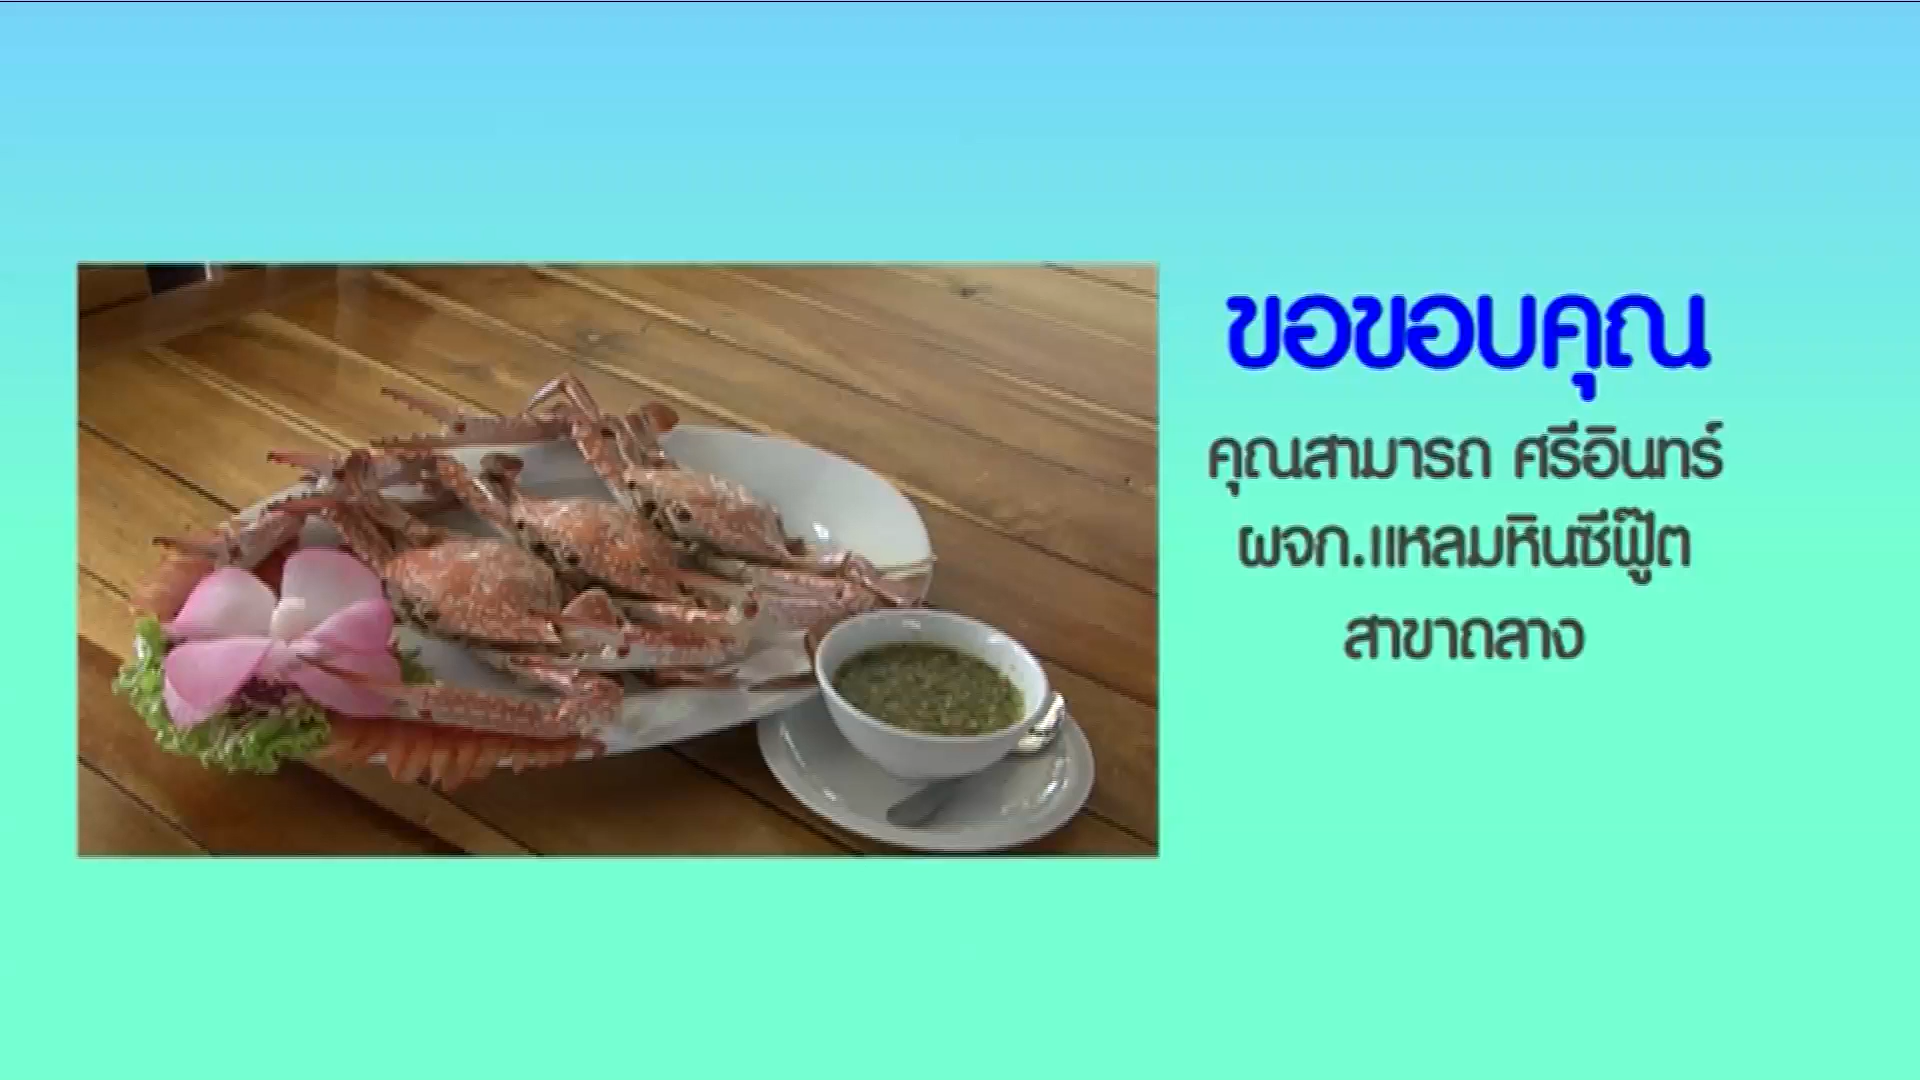 ขอขอบคุณ
คุณสามารถ ศรีอินทร์
ผจก.แหลมหินซีฟู๊ต
สาขาถลาง